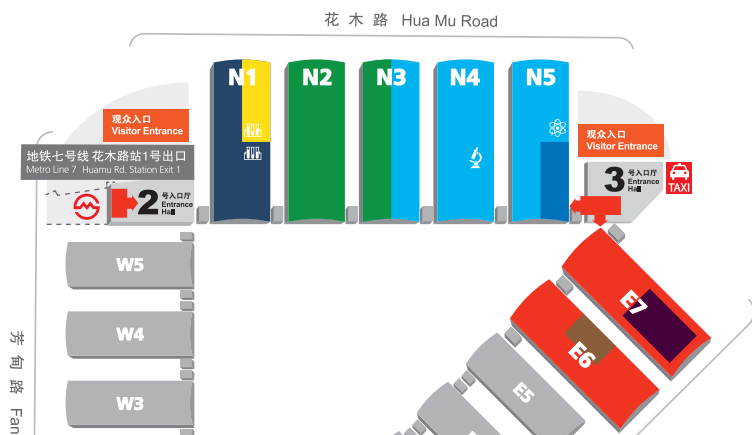 花木路 Hua Mu Road
N1
N2
N3
N4
N5
观众入口
Visitor Entrance
地铁七号线 花木路站1号出口
Metro Line 7 Huamu Rd. Station Exit 1
2 号入口厅
Entrance
观众入口
Visitor Entrance
3 号入口厅
Entrance
TAXI
W5
W4
W3
E7
E6
E5
芳甸路 Fan